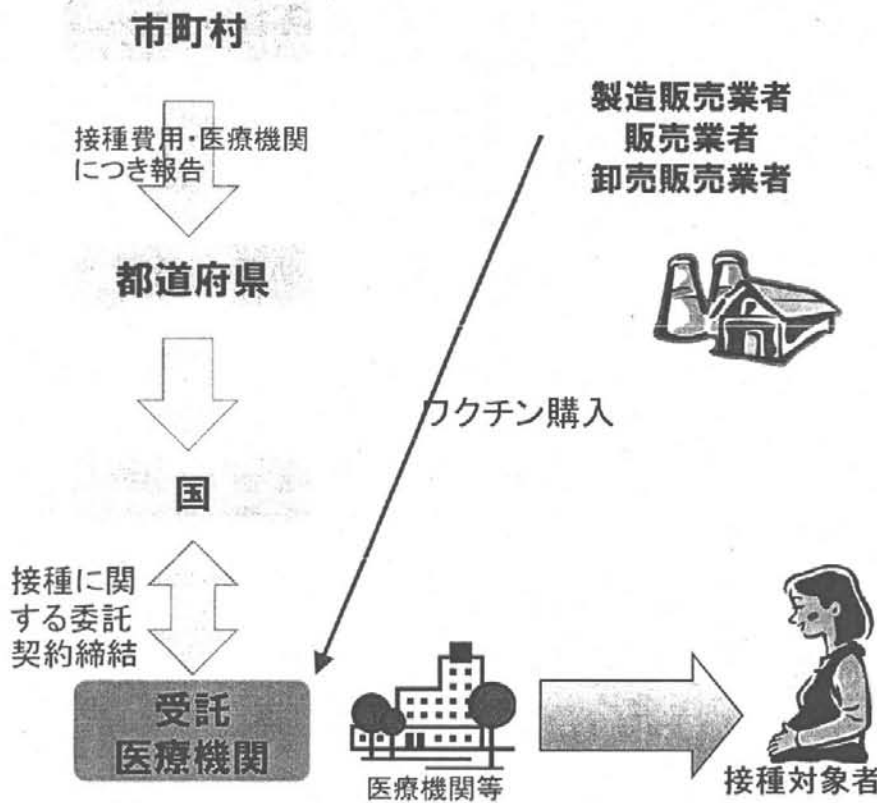 市町村
接種費用・医療機関
につき報告
製造販売業者
販売業者
卸売販売業者
都道府県
ワクチン購入
国
接種に関
する委託
契約締結
受託
医療機関
医療機関等
接種対象者